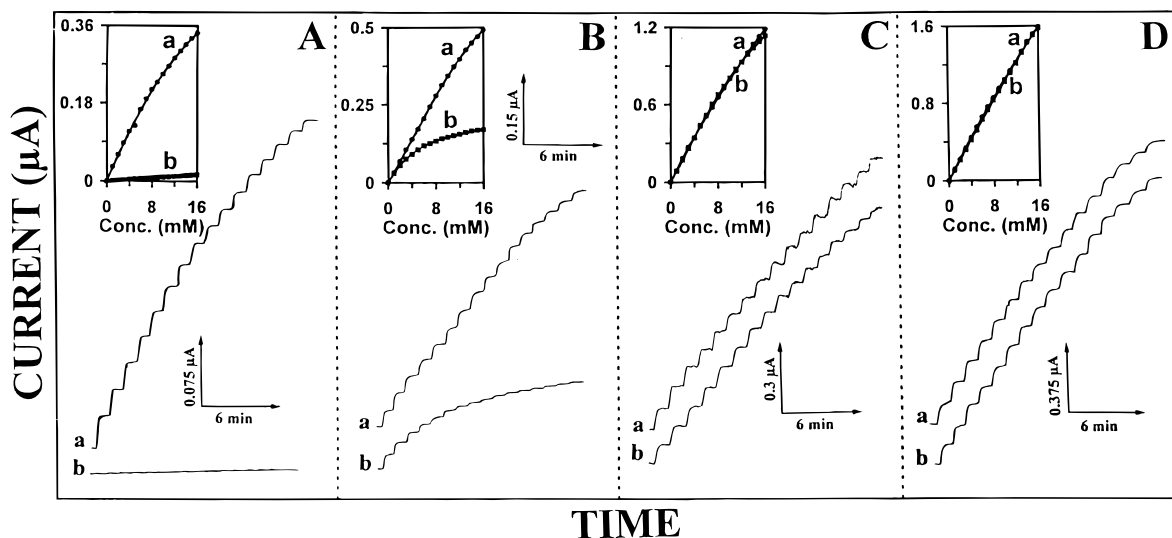 CURRENT (μA)
A
0.36
0.18
0
a
b
0 8 16
Conc. (mM)
0.075 μA
6 min
a
b
B
0.5
0.25
0
a
b
0 8 16
Conc. (mM)
0.15 μA
6 min
a
b
C
1.2
0.6
0
a
b
0 8 16
Conc. (mM)
0.3 μA
6 min
a
b
D
1.6
0.8
0
a
b
0 8 16
Conc. (mM)
0.375 μA
6 min
a
b
TIME